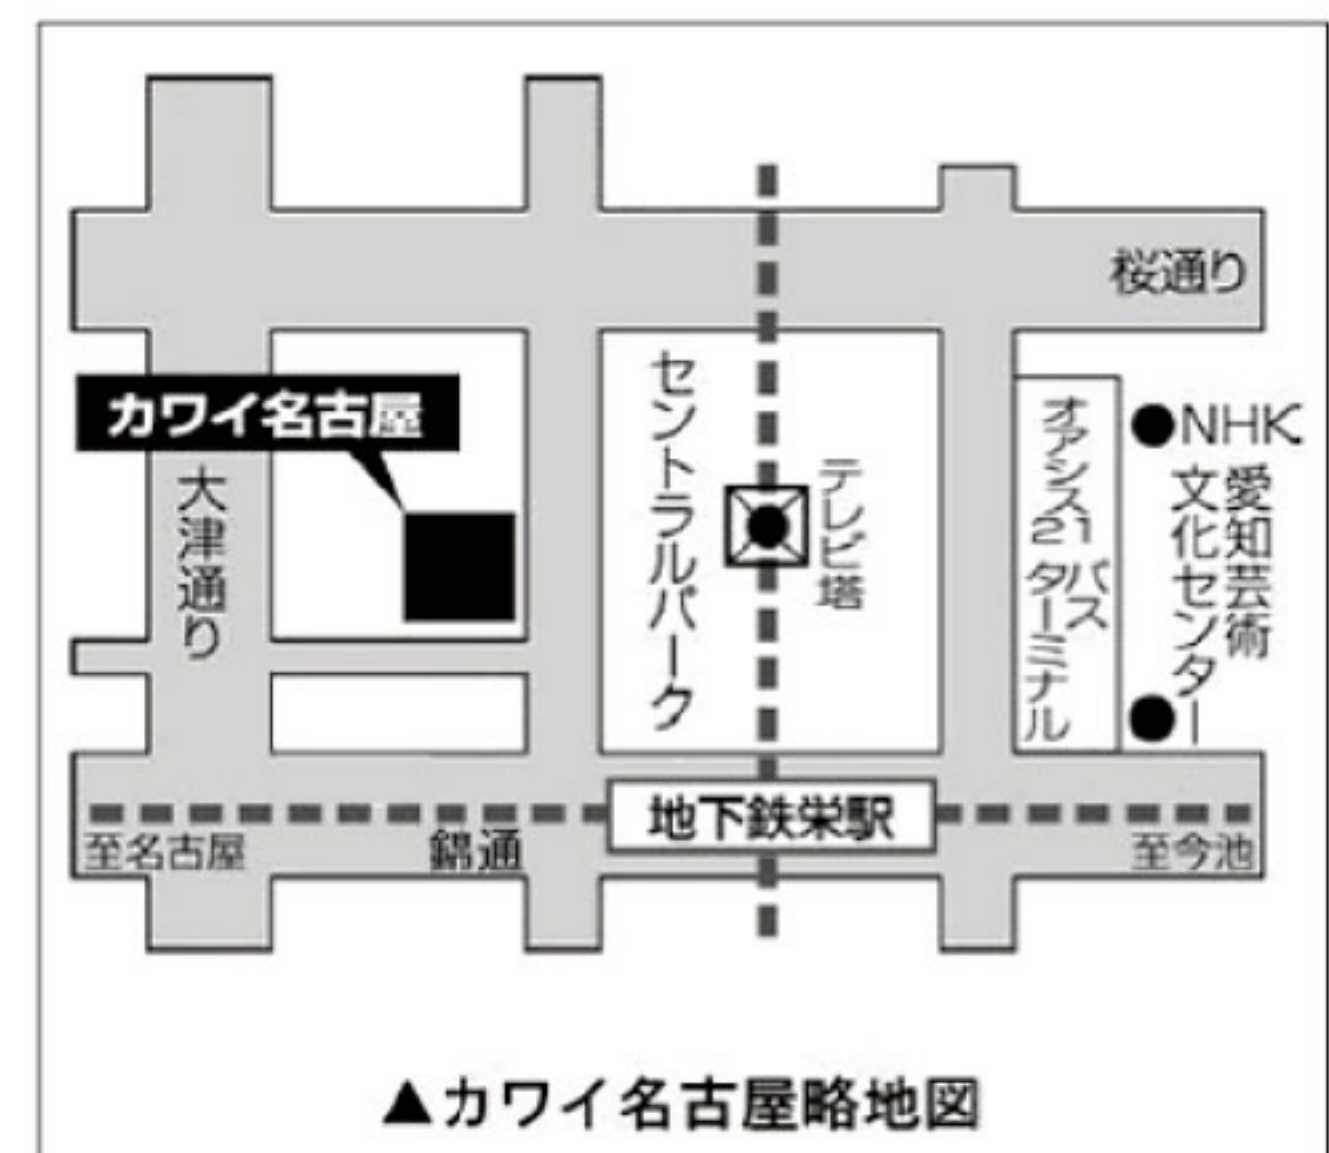 桜通り
カワイ名古屋
大津通り
セントラルパーク
テレビ塔
オアシス21
バス
ターミナル
NHK
愛知芸術
文化センター
地下鉄栄駅
至名古屋
錦通
至今池
▲カワイ名古屋略地図